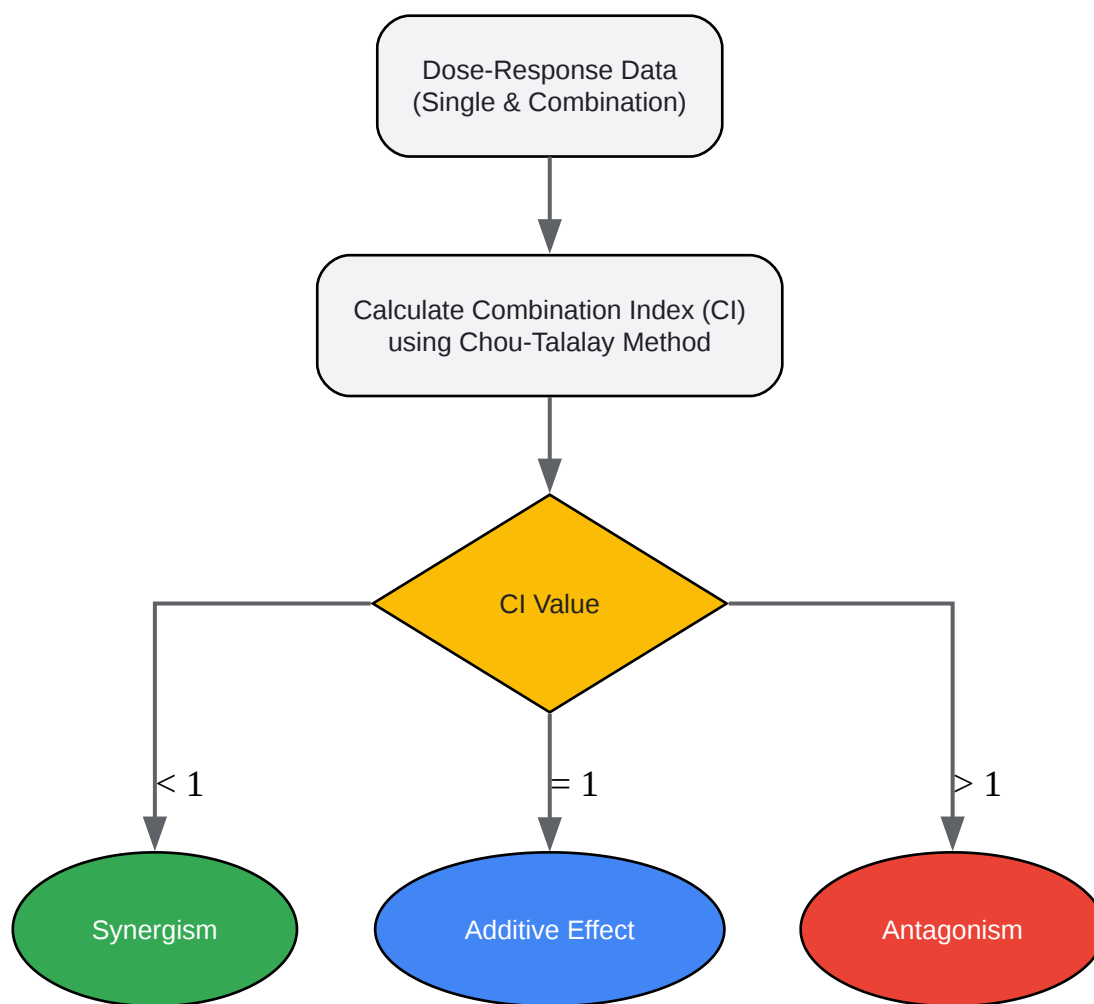 Dose-Response Data
(Single & Combination)
Calculate Combination Index (CI)
using Chou-Talalay Method
CI Value
< 1
= 1
> 1
Synergism
Additive Effect
Antagonism